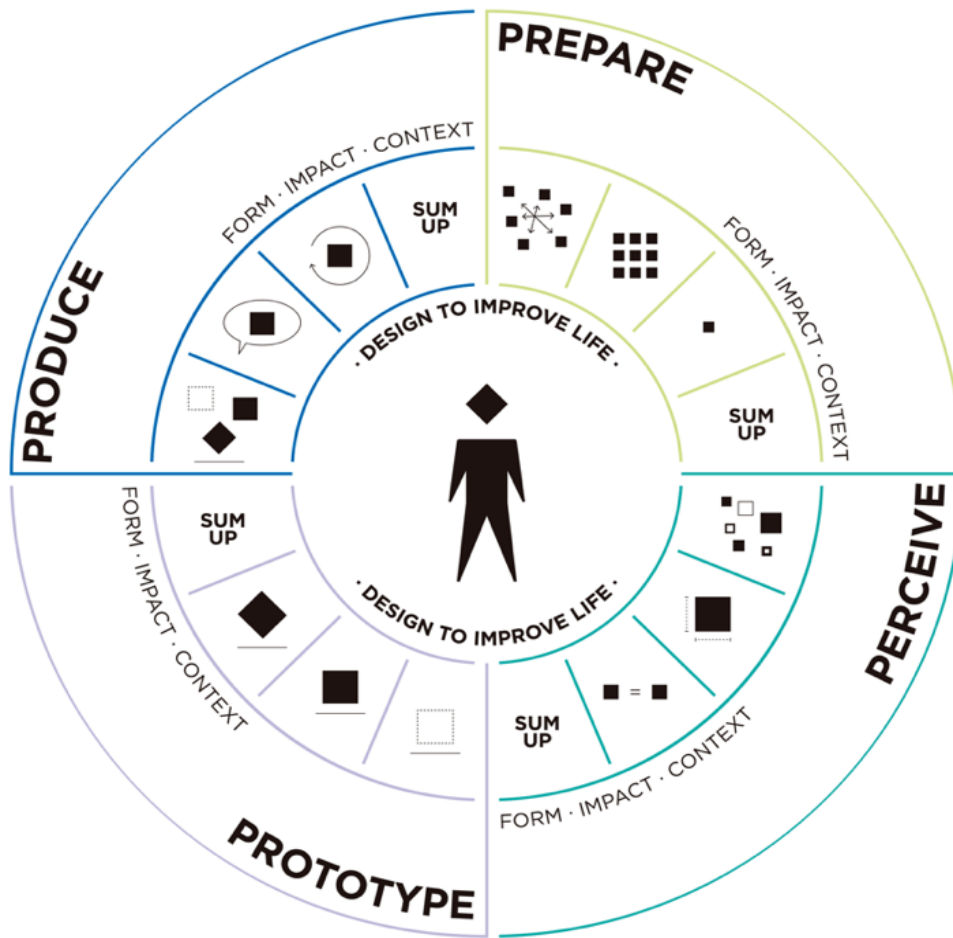 PREPARE
FORM · IMPACT · CONTEXT
SUM
UP
PERCEIVE
FORM · IMPACT · CONTEXT
=
SUM
UP
PROTOTYPE
FORM · IMPACT · CONTEXT
SUM
UP
PRODUCE
FORM · IMPACT · CONTEXT
SUM
UP
· DESIGN TO IMPROVE LIFE ·
· DESIGN TO IMPROVE LIFE ·